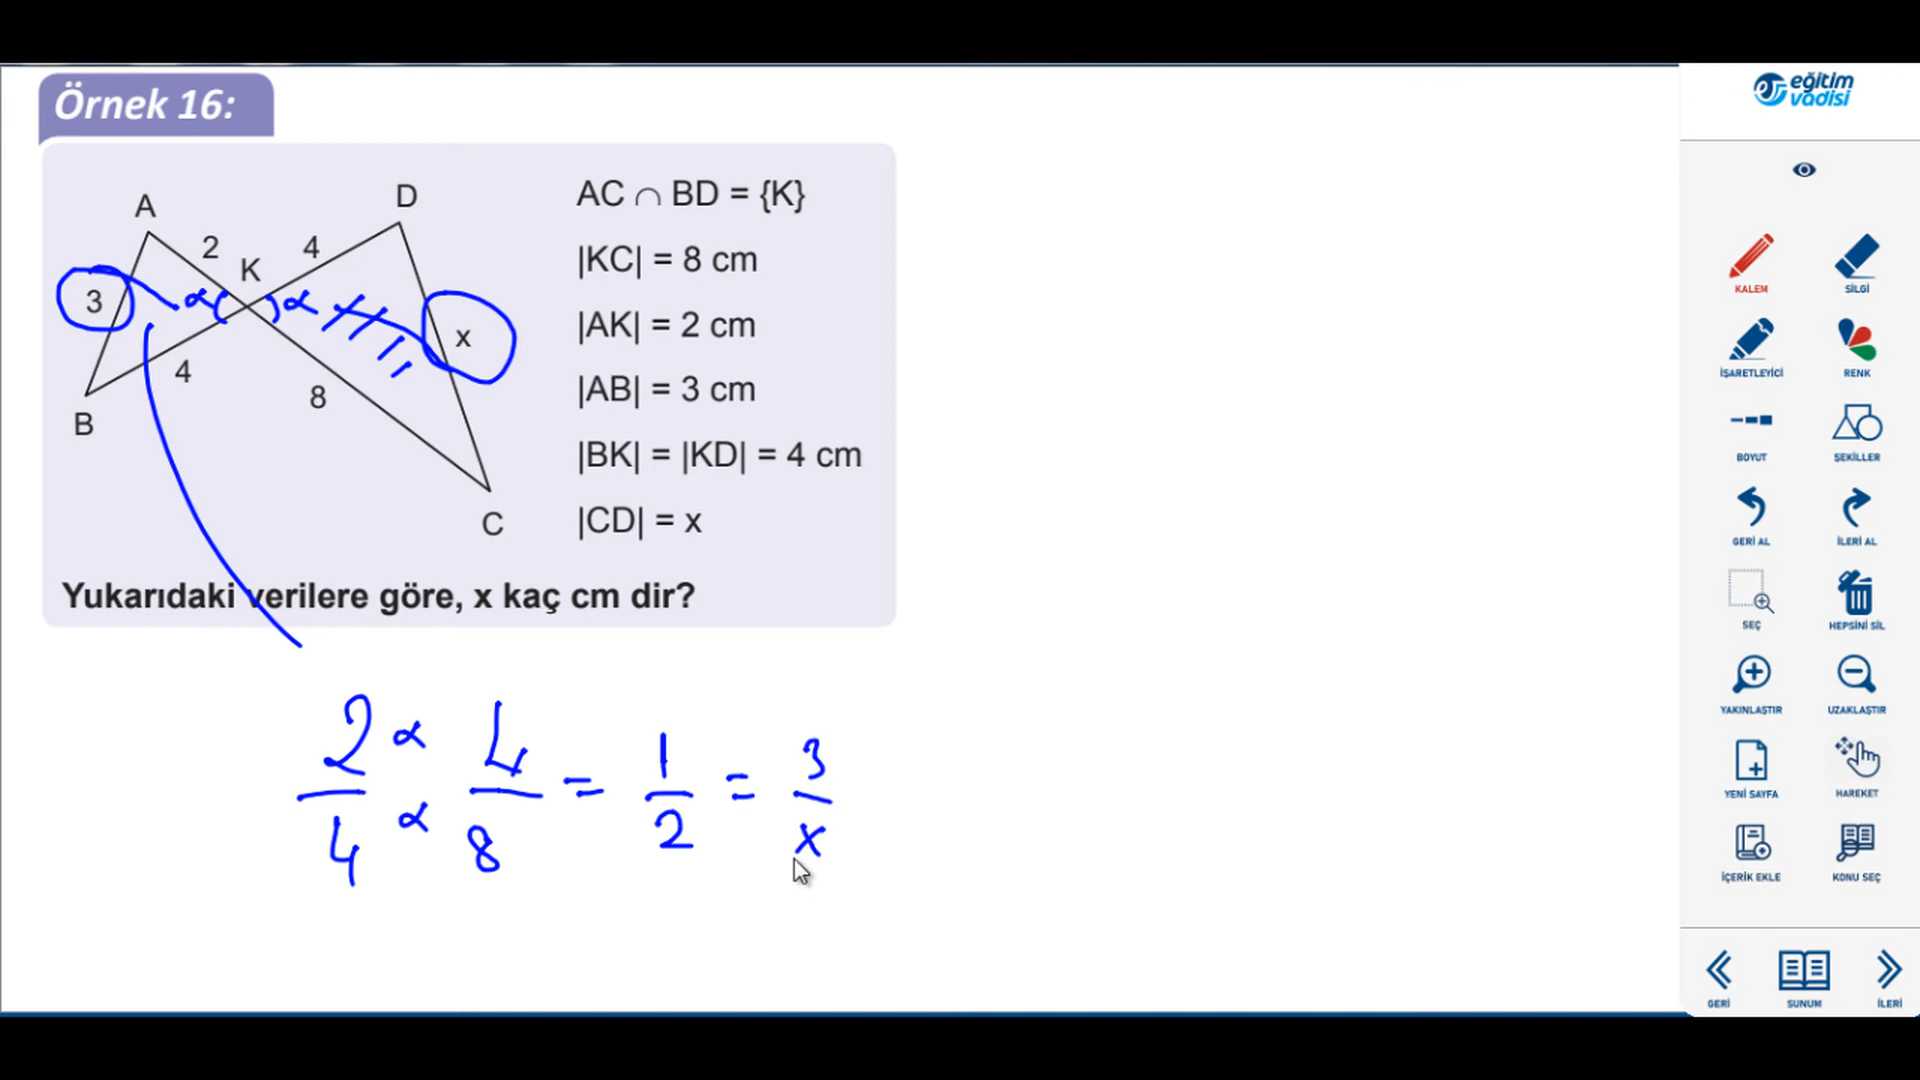 Örnek 16:
A
D
2
4
K
3
α
α
x
4
8
B
C
AC ∩ BD = {K}
|KC| = 8 cm
|AK| = 2 cm
|AB| = 3 cm
|BK| = |KD| = 4 cm
|CD| = x
Yukarıdaki verilere göre, x kaç cm dir?
2/4 α α 4/8 = 1/2 = 3/x
eğitim
vadisi
KALEM
SİLGİ
İŞARETLEYİCİ
RENK
BOYUT
ŞEKİLLER
GERİ AL
İLERİ AL
SEÇ
HEPSİNİ SİL
YAKINLAŞTIR
UZAKLAŞTIR
YENİ SAYFA
HAREKET
İÇERİK EKLE
KONU SEÇ
GERİ
SUNUM
İLERİ